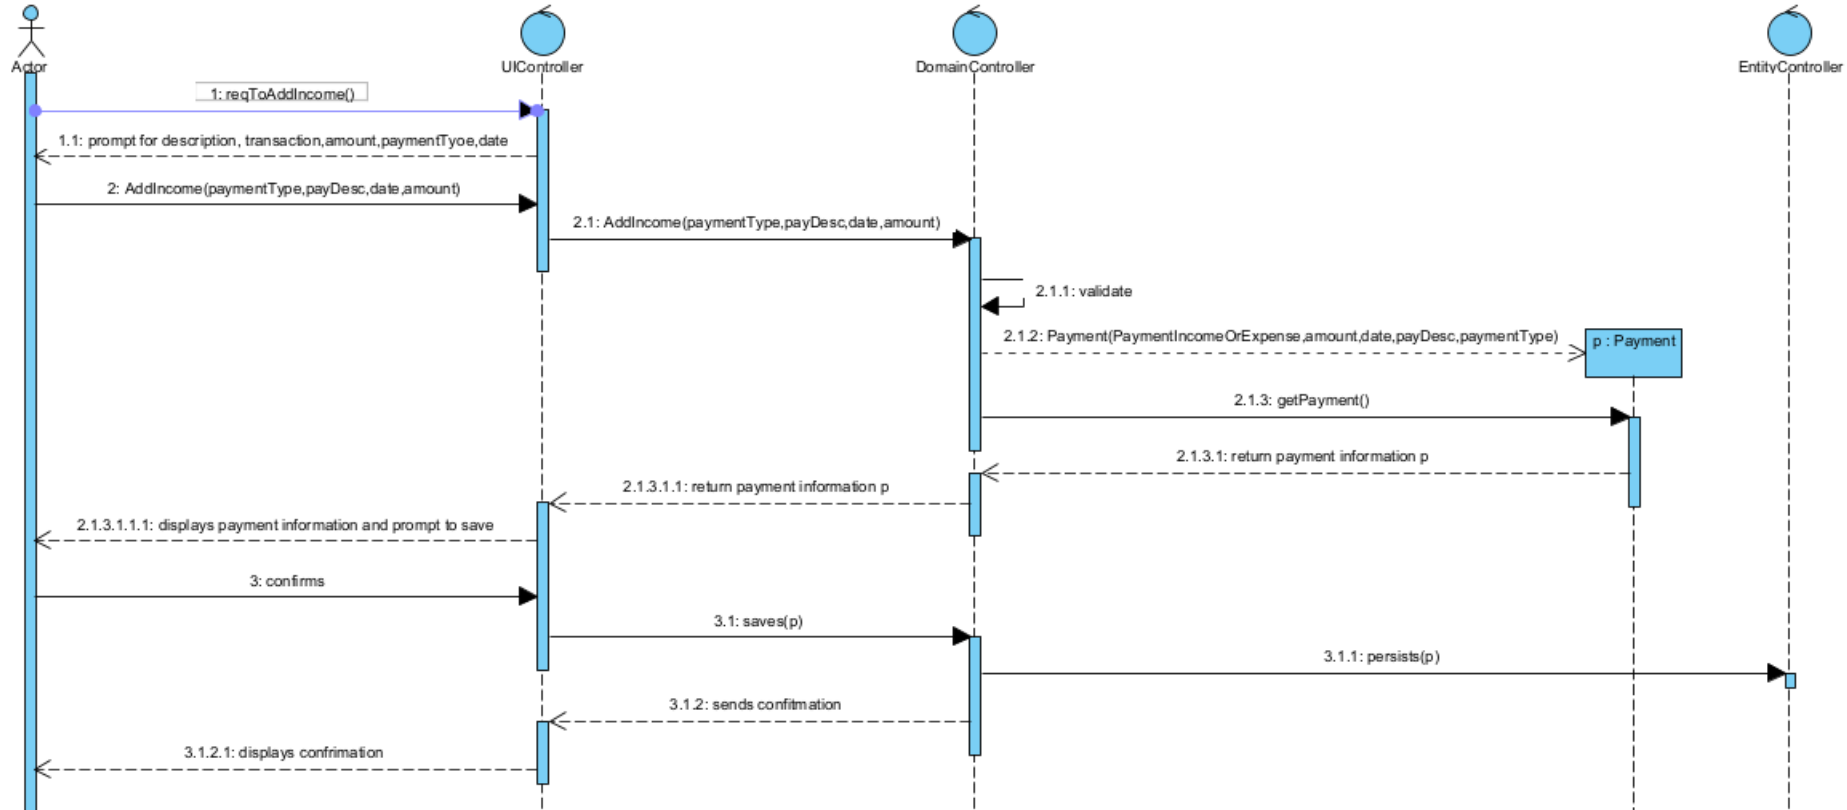 Actor
UIController
DomainController
EntityController
1: reqToAddIncome()
1.1: prompt for description, transaction,amount,paymentTyoe,date
2: AddIncome(paymentType,payDesc,date,amount)
2.1: AddIncome(paymentType,payDesc,date,amount)
2.1.1: validate
2.1.2: Payment(PaymentIncomeOrExpense,amount,date,payDesc,paymentType)
p : Payment
2.1.3: getPayment()
2.1.3.1: return payment information p
2.1.3.1.1: return payment information p
2.1.3.1.1.1: displays payment information and prompt to save
3: confirms
3.1: saves(p)
3.1.1: persists(p)
3.1.2: sends confitmation
3.1.2.1: displays confrimation